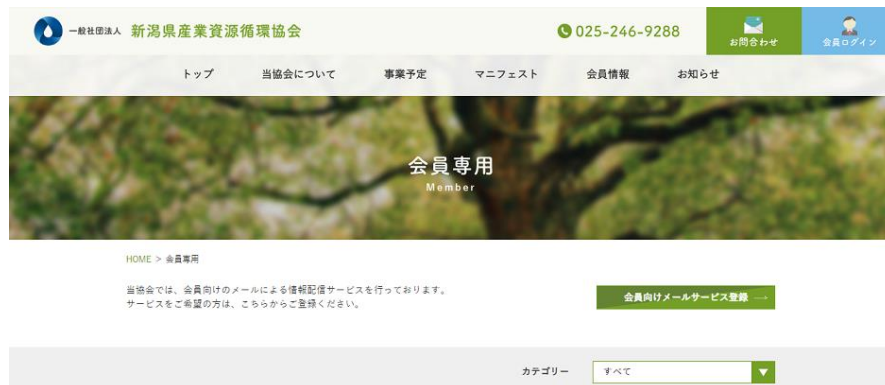 一般社団法人 新潟県産業資源循環協会
025-246-9288
お問合わせ
会員ログイン
トップ 当協会について 事業予定 マニフェスト 会員情報 お知らせ
会員専用
Member
HOME > 会員専用
当協会では、会員向けのメールによる情報配信サービスを行っております。
サービスをご希望の方は、こちらからご登録ください。
会員向けメールサービス登録 →
カテゴリー すべて ▼